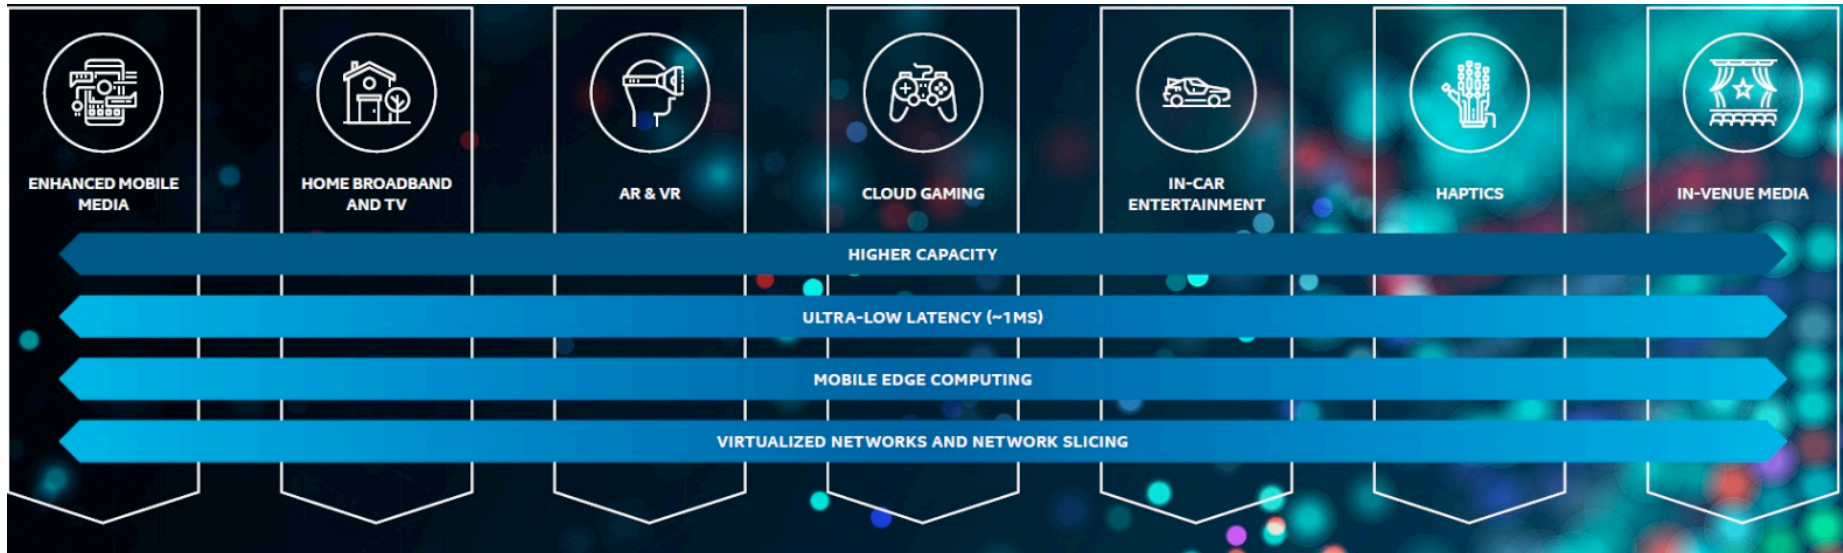 ENHANCED MOBILE
MEDIA
HOME BROADBAND
AND TV
AR & VR
CLOUD GAMING
IN-CAR
ENTERTAINMENT
HAPTICS
IN-VENUE MEDIA
HIGHER CAPACITY
ULTRA-LOW LATENCY (~1MS)
MOBILE EDGE COMPUTING
VIRTUALIZED NETWORKS AND NETWORK SLICING